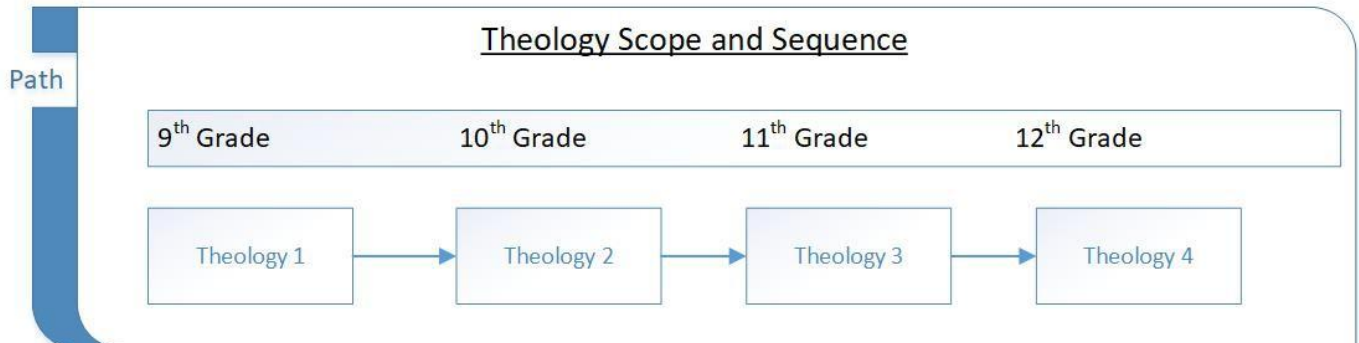 Theology Scope and Sequence
Path
9th Grade 10th Grade 11th Grade 12th Grade
Theology 1 Theology 2 Theology 3 Theology 4